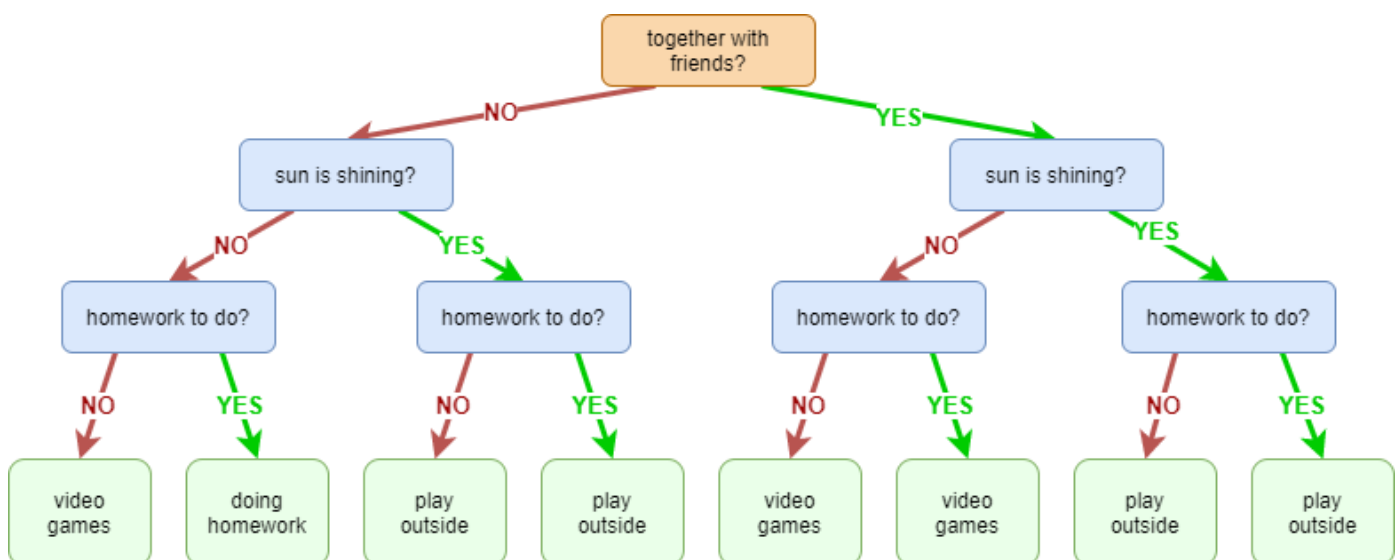 together with
friends?
NO
YES
sun is shining?
sun is shining?
NO
YES
NO
YES
homework to do?
homework to do?
homework to do?
homework to do?
NO
YES
NO
YES
NO
YES
NO
YES
video
games
doing
homework
play
outside
play
outside
video
games
video
games
play
outside
play
outside